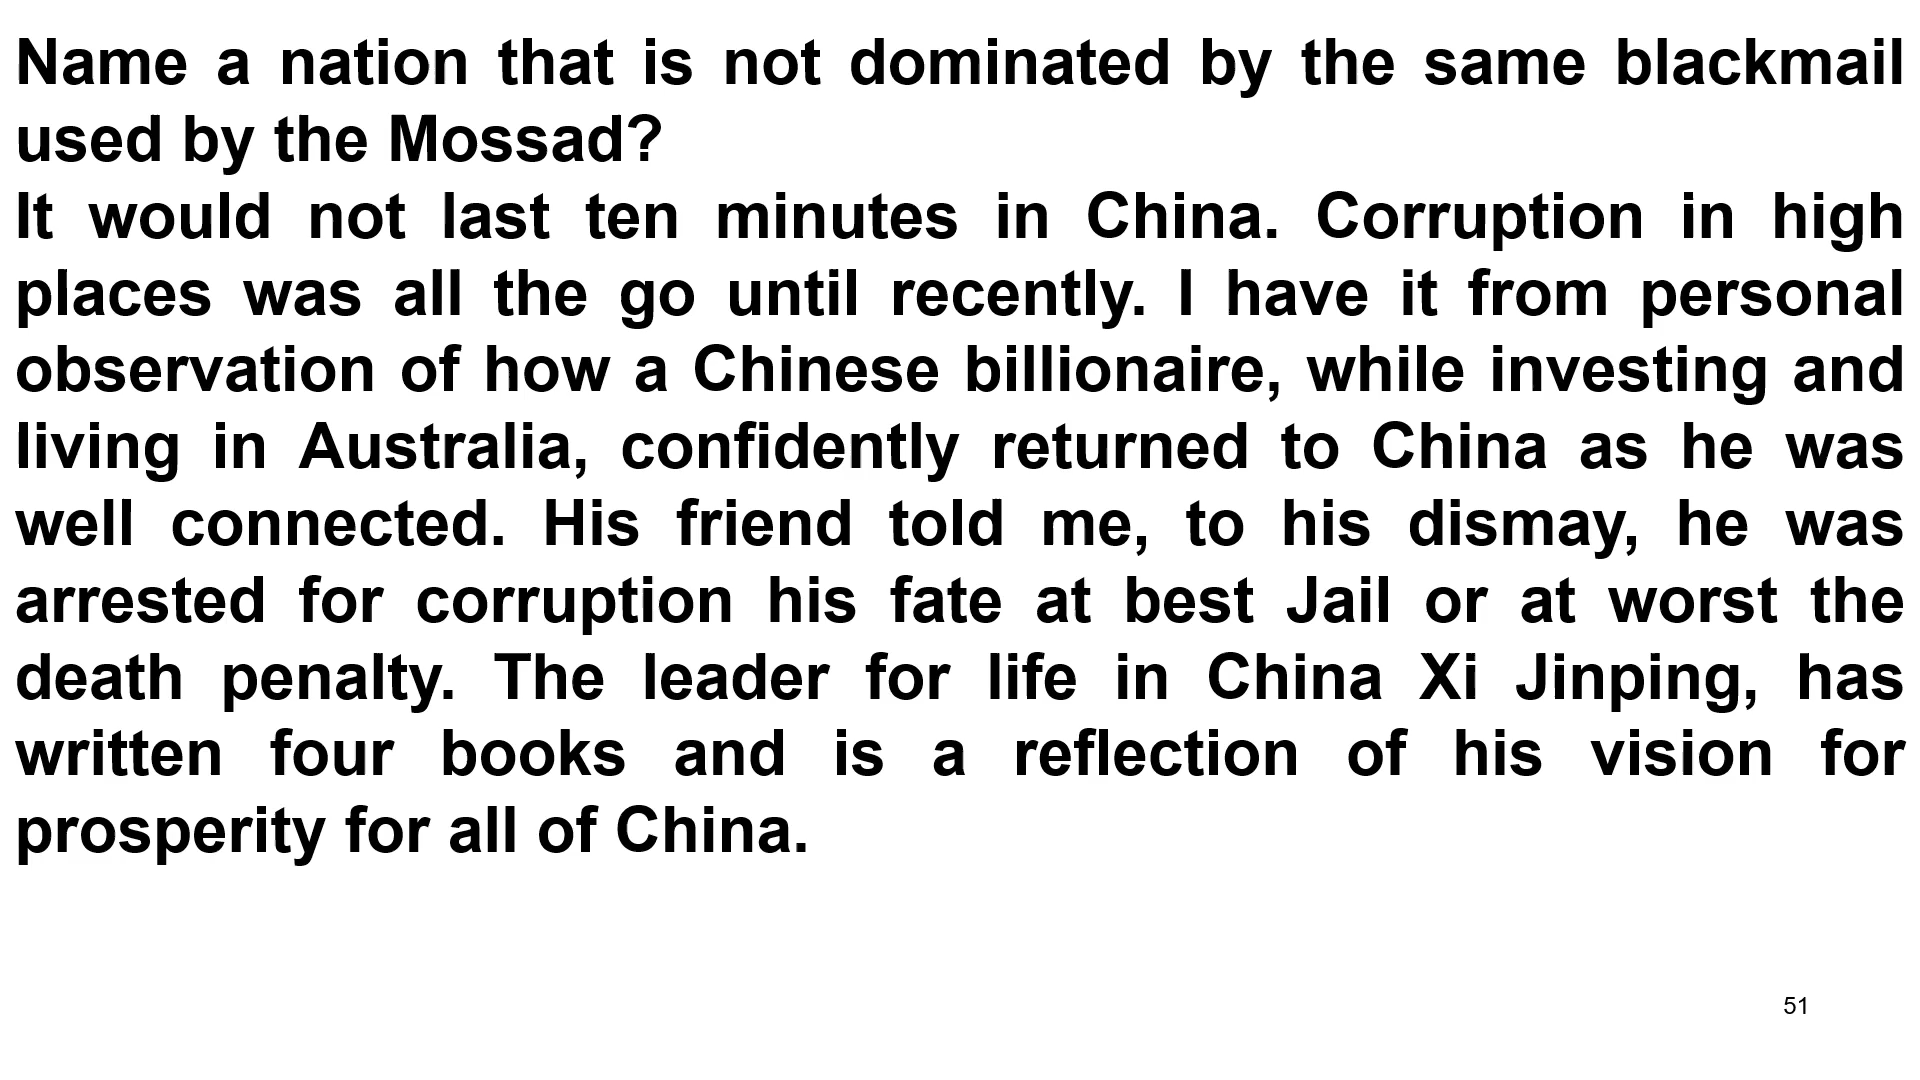 Name a nation that is not dominated by the same blackmail
used by the Mossad?
It would not last ten minutes in China. Corruption in high
places was all the go until recently. I have it from personal
observation of how a Chinese billionaire, while investing and
living in Australia, confidently returned to China as he was
well connected. His friend told me, to his dismay, he was
arrested for corruption his fate at best Jail or at worst the
death penalty. The leader for life in China Xi Jinping, has
written four books and is a reflection of his vision for
prosperity for all of China.
51